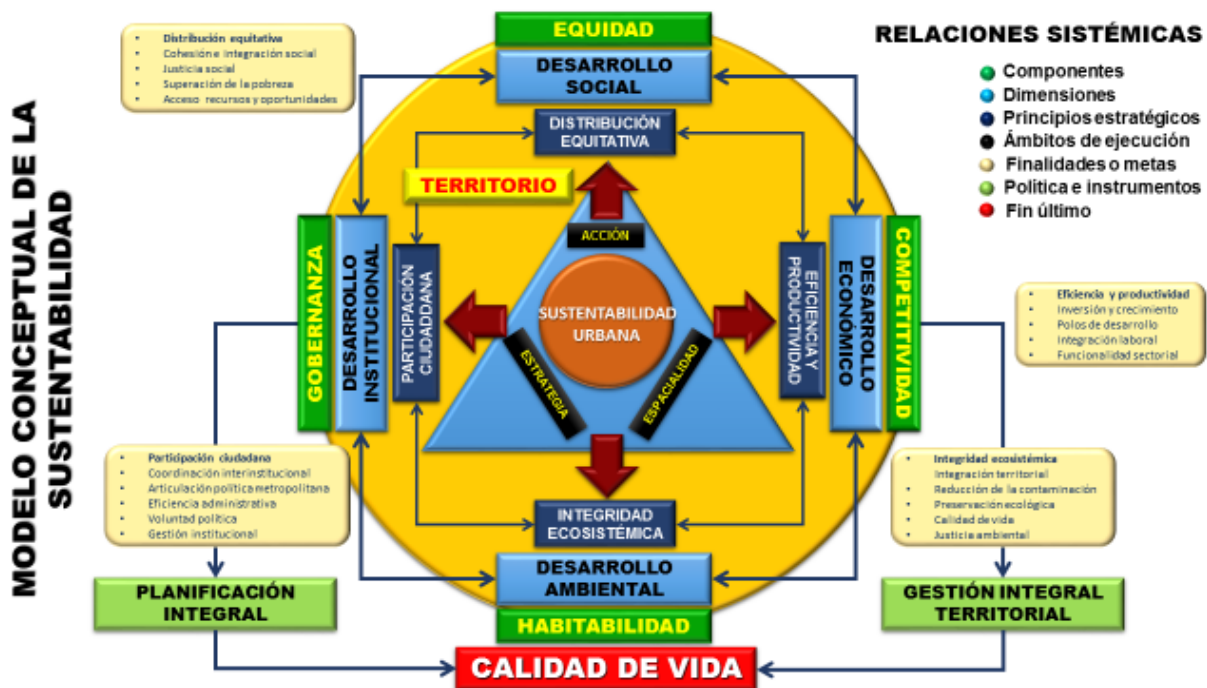 MODELO CONCEPTUAL DE LA
SUSTENTABILIDAD
Distribución equitativa
Cohesión e integración social
Justicia social
Superación de la pobreza
Acceso recursos y oportunidades
EQUIDAD
DESARROLLO
SOCIAL
DISTRIBUCIÓN
EQUITATIVA
TERRITORIO
RELACIONES SISTÉMICAS
Componentes
Dimensiones
Principios estratégicos
Ámbitos de ejecución
Finalidades o metas
Política e instrumentos
Fin último
GOBERNANZA
DESARROLLO
INSTITUCIONAL
PARTICIPACIÓN
CIUDADDANA
ACCIÓN
SUSTENTABILIDAD
URBANA
ESTRATEGIA
ESPACIALIDAD
EFICIENCIA Y
PRODUCTIVIDAD
DESARROLLO
ECONÓMICO
COMPETITIVIDAD
Eficiencia y productividad
Inversión y crecimiento
Polos de desarrollo
Integración laboral
Funcionalidad sectorial
Participación ciudadana
Coordinación interinstitucional
Articulación política metropolitana
Eficiencia administrativa
Voluntad política
Gestión institucional
Integridad ecosistémica
Integración territorial
Reducción de la contaminación
Preservación ecológica
Calidad de vida
Justicia ambiental
INTEGRIDAD
ECOSISTÉMICA
DESARROLLO
AMBIENTAL
HABITABILIDAD
PLANIFICACIÓN
INTEGRAL
GESTIÓN INTEGRAL
TERRITORIAL
CALIDAD DE VIDA